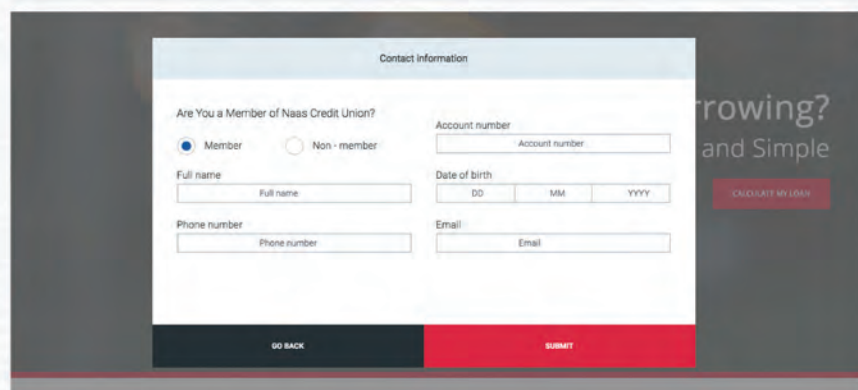 Contact information
Are You a Member of Naas Credit Union?
Member
Non - member
Account number
Account number
Full name
Full name
Date of birth
DD
MM
YYYY
Phone number
Phone number
Email
Email
GO BACK
SUBMIT
rrowing?
and Simple
CALCULATE MY LOAN